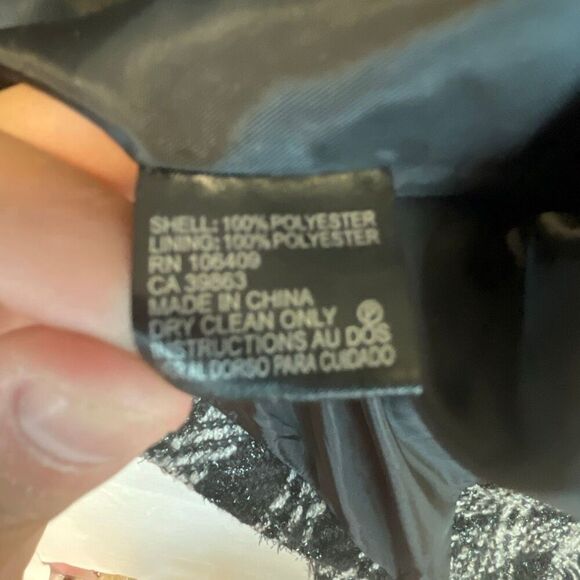 SHELL: 100% POLYESTER
LINING: 100% POLYESTER
RN 106409
CA 39863
MADE IN CHINA
DRY CLEAN ONLY Ⓟ
INSTRUCTIONS AU DOS
AL DORSO PARA CUIDADO